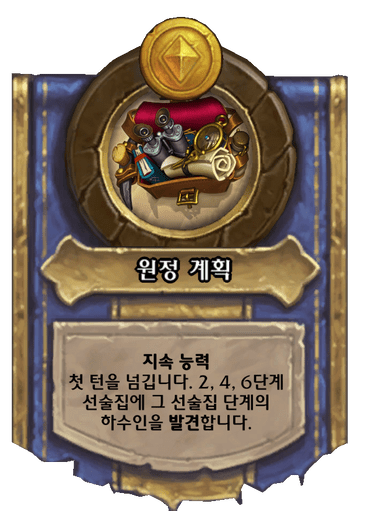 원정 계획
지속 능력
첫 턴을 넘깁니다. 2, 4, 6단계
선술집에 그 선술집 단계의
하수인을 발견합니다.